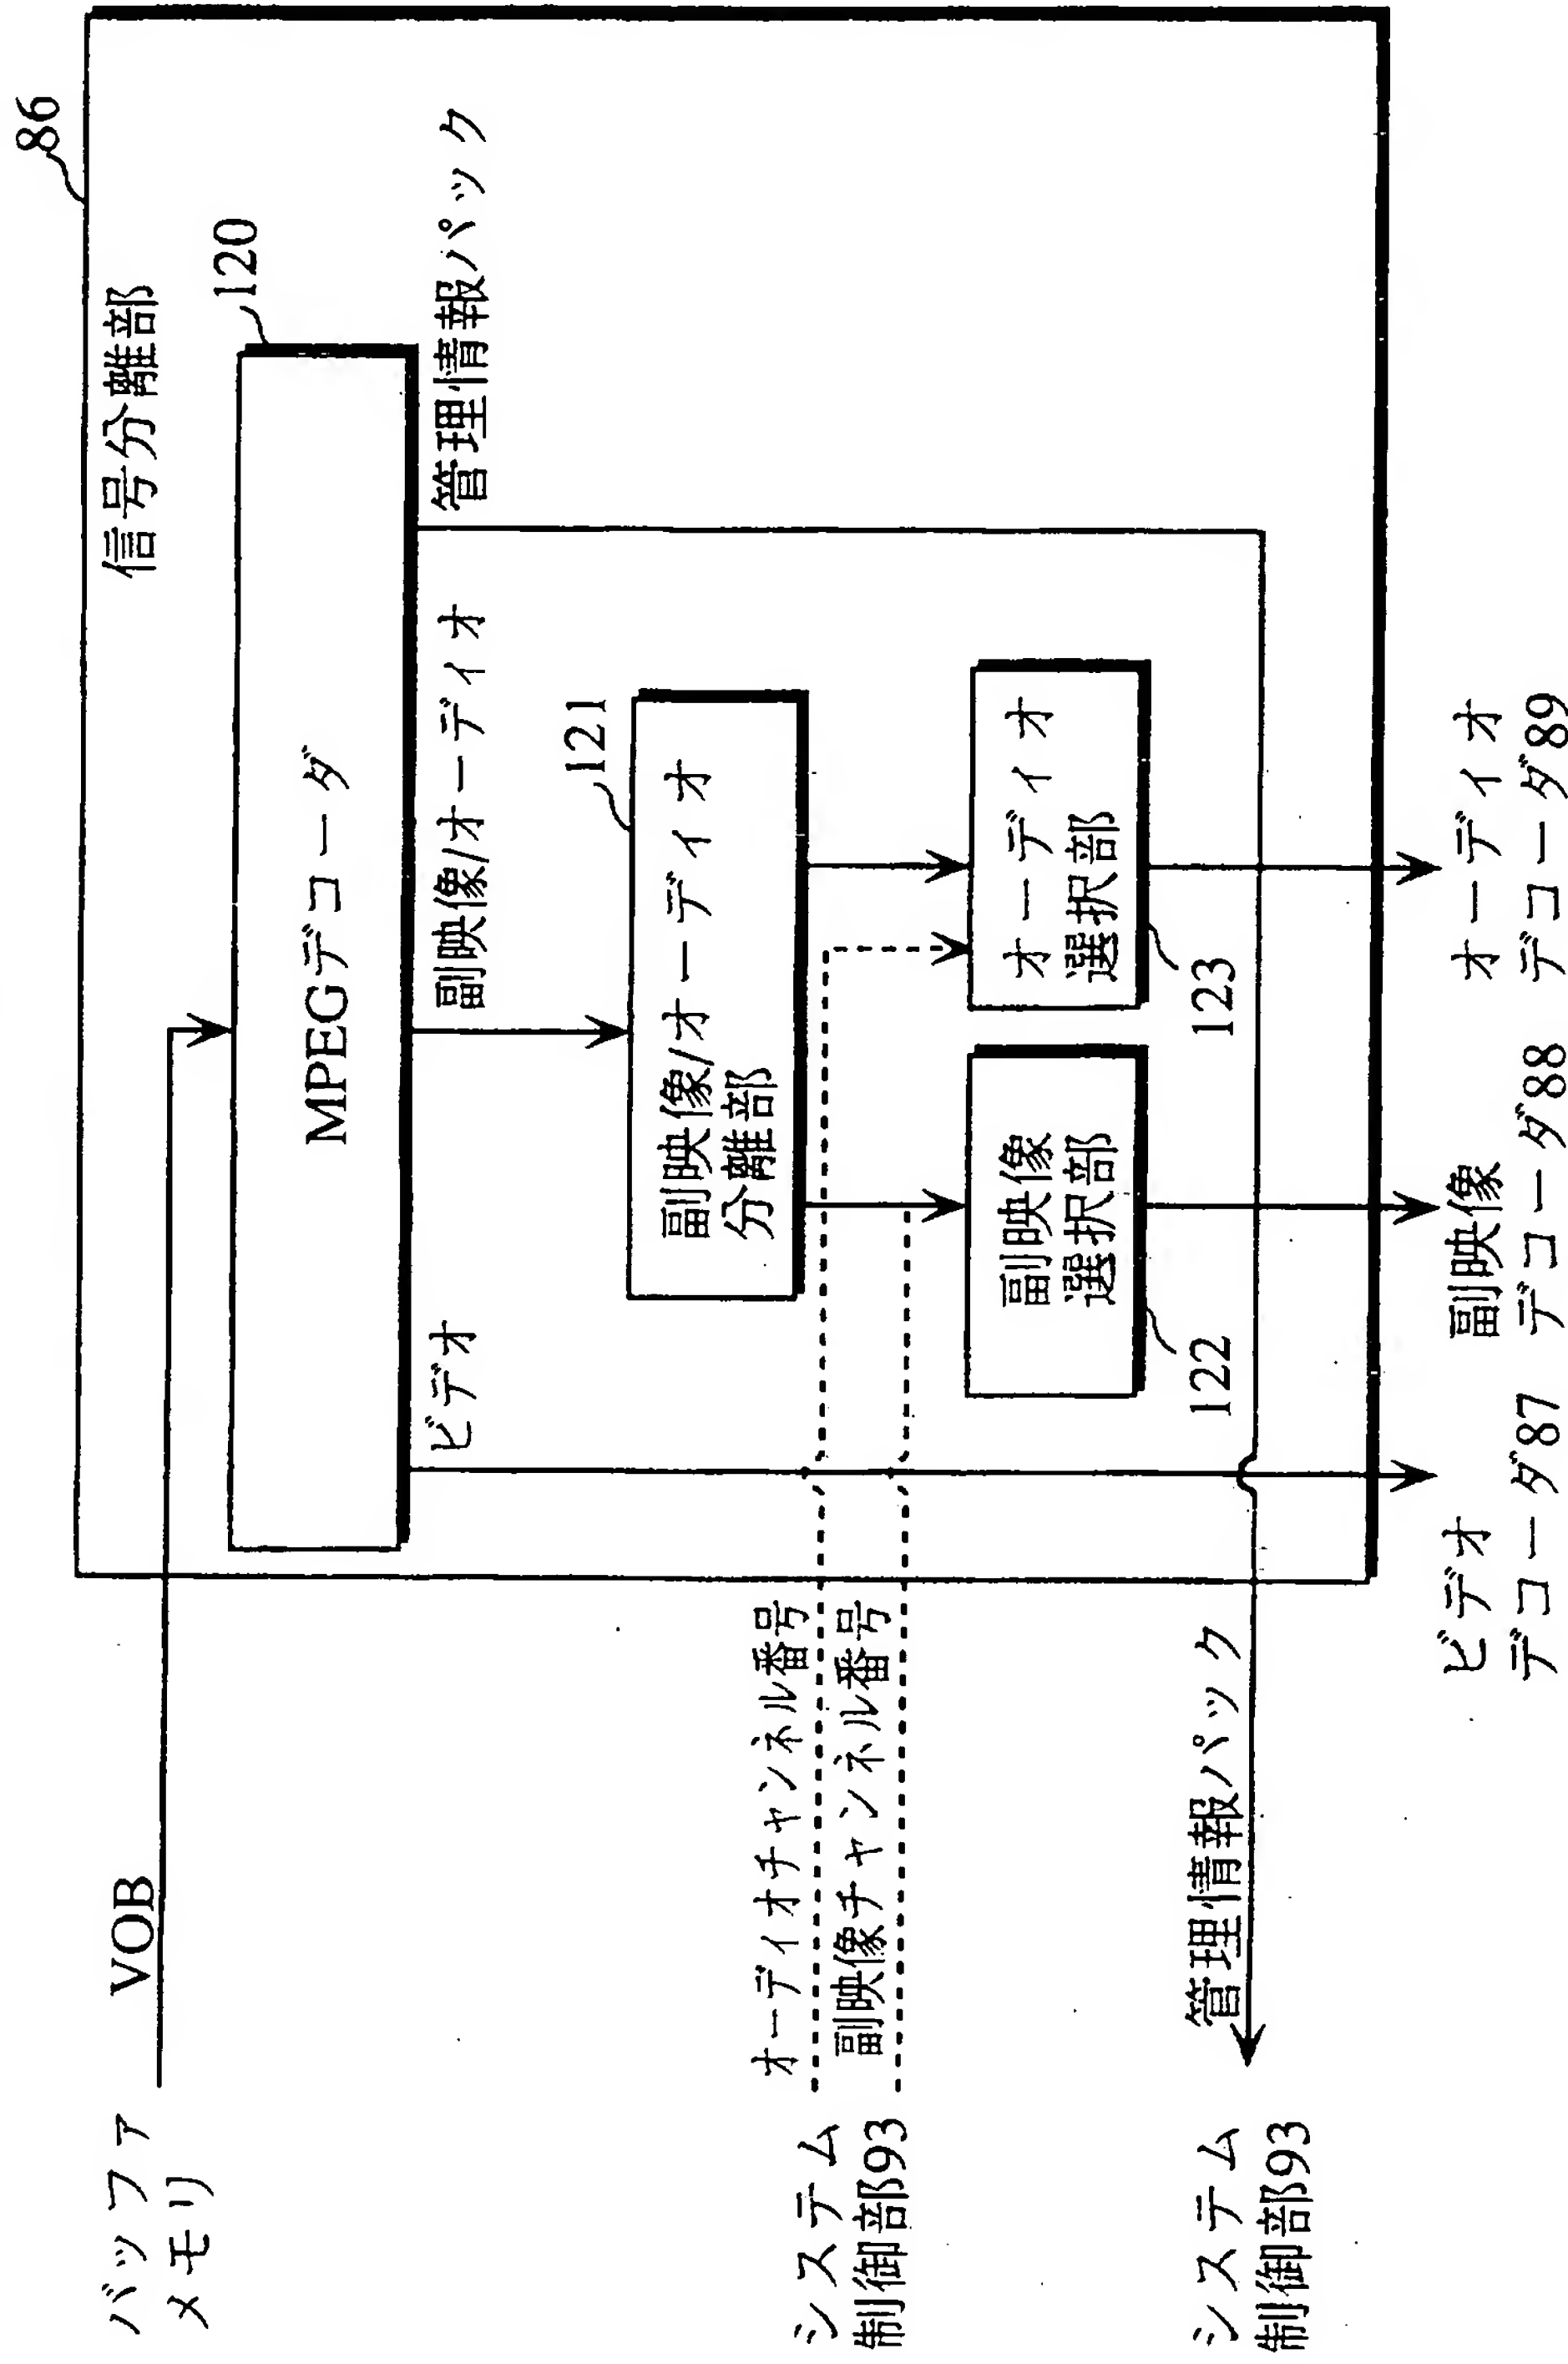 86
信号分離部
120
バッファ
メモリ
VOB
MPEGデコーダ
ビデオ
副映像/オーディオ
管理情報パック
121
副映像/オーディオ
分離部
オーディオチャンネル番号
副映像チャンネル番号
システム
制御部93
副映像
選択部
122
オーディオ
選択部
123
管理情報パック
システム
制御部93
ビデオ
デコーダ87
副映像
デコーダ88
オーディオ
デコーダ89